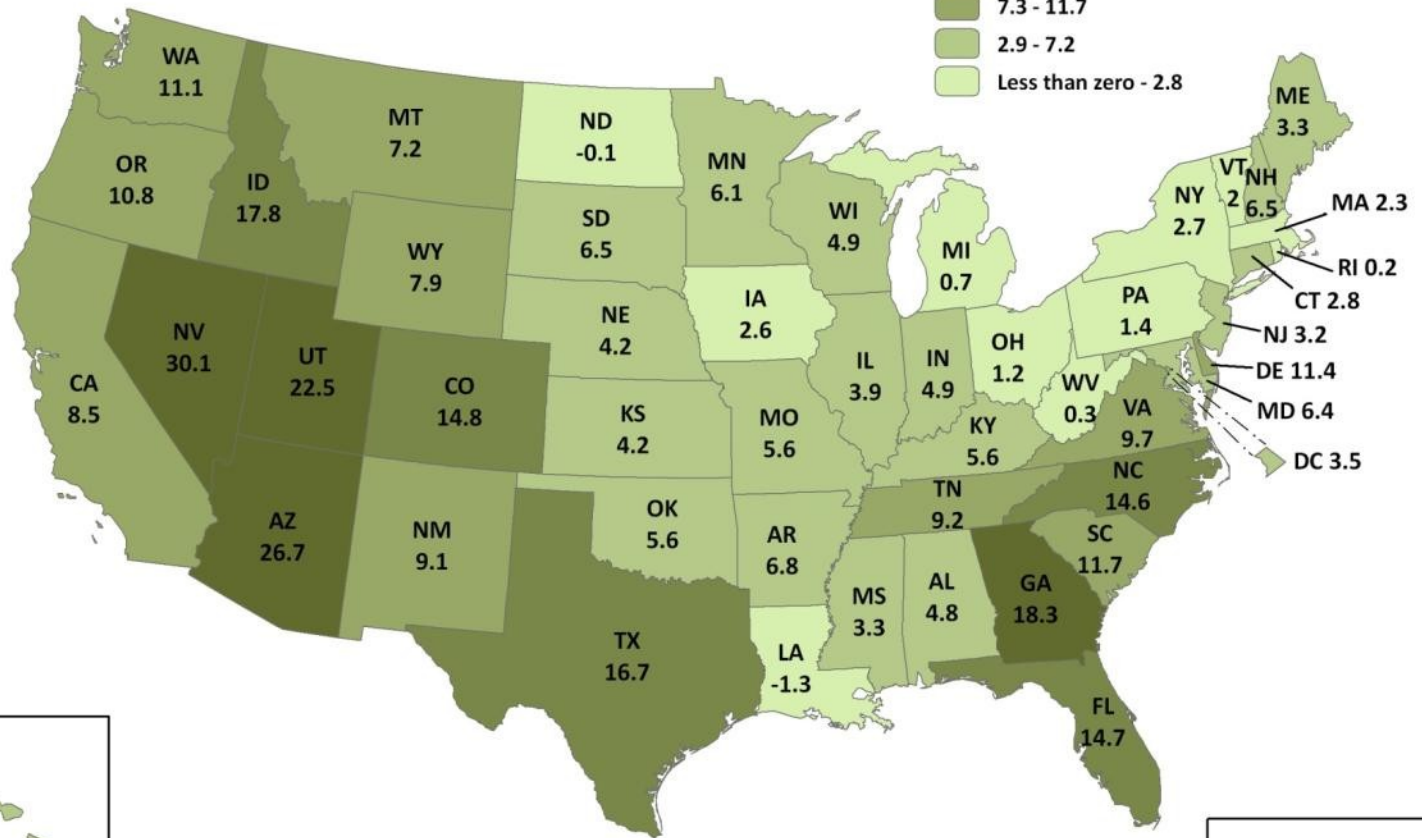 7.3 - 11.7
2.9 - 7.2
Less than zero - 2.8
WA
11.1
OR
10.8
ID
17.8
MT
7.2
ND
-0.1
MN
6.1
SD
6.5
WY
7.9
WI
4.9
MI
0.7
NY
2.7
VT
2
NH
6.5
ME
3.3
MA 2.3
RI 0.2
CT 2.8
NJ 3.2
DE 11.4
MD 6.4
DC 3.5
PA
1.4
NV
30.1
UT
22.5
CA
8.5
CO
14.8
NE
4.2
IA
2.6
IL
3.9
IN
4.9
OH
1.2
WV
0.3
VA
9.7
KS
4.2
MO
5.6
KY
5.6
NC
14.6
TN
9.2
SC
11.7
AZ
26.7
NM
9.1
OK
5.6
AR
6.8
MS
3.3
AL
4.8
GA
18.3
TX
16.7
LA
-1.3
FL
14.7